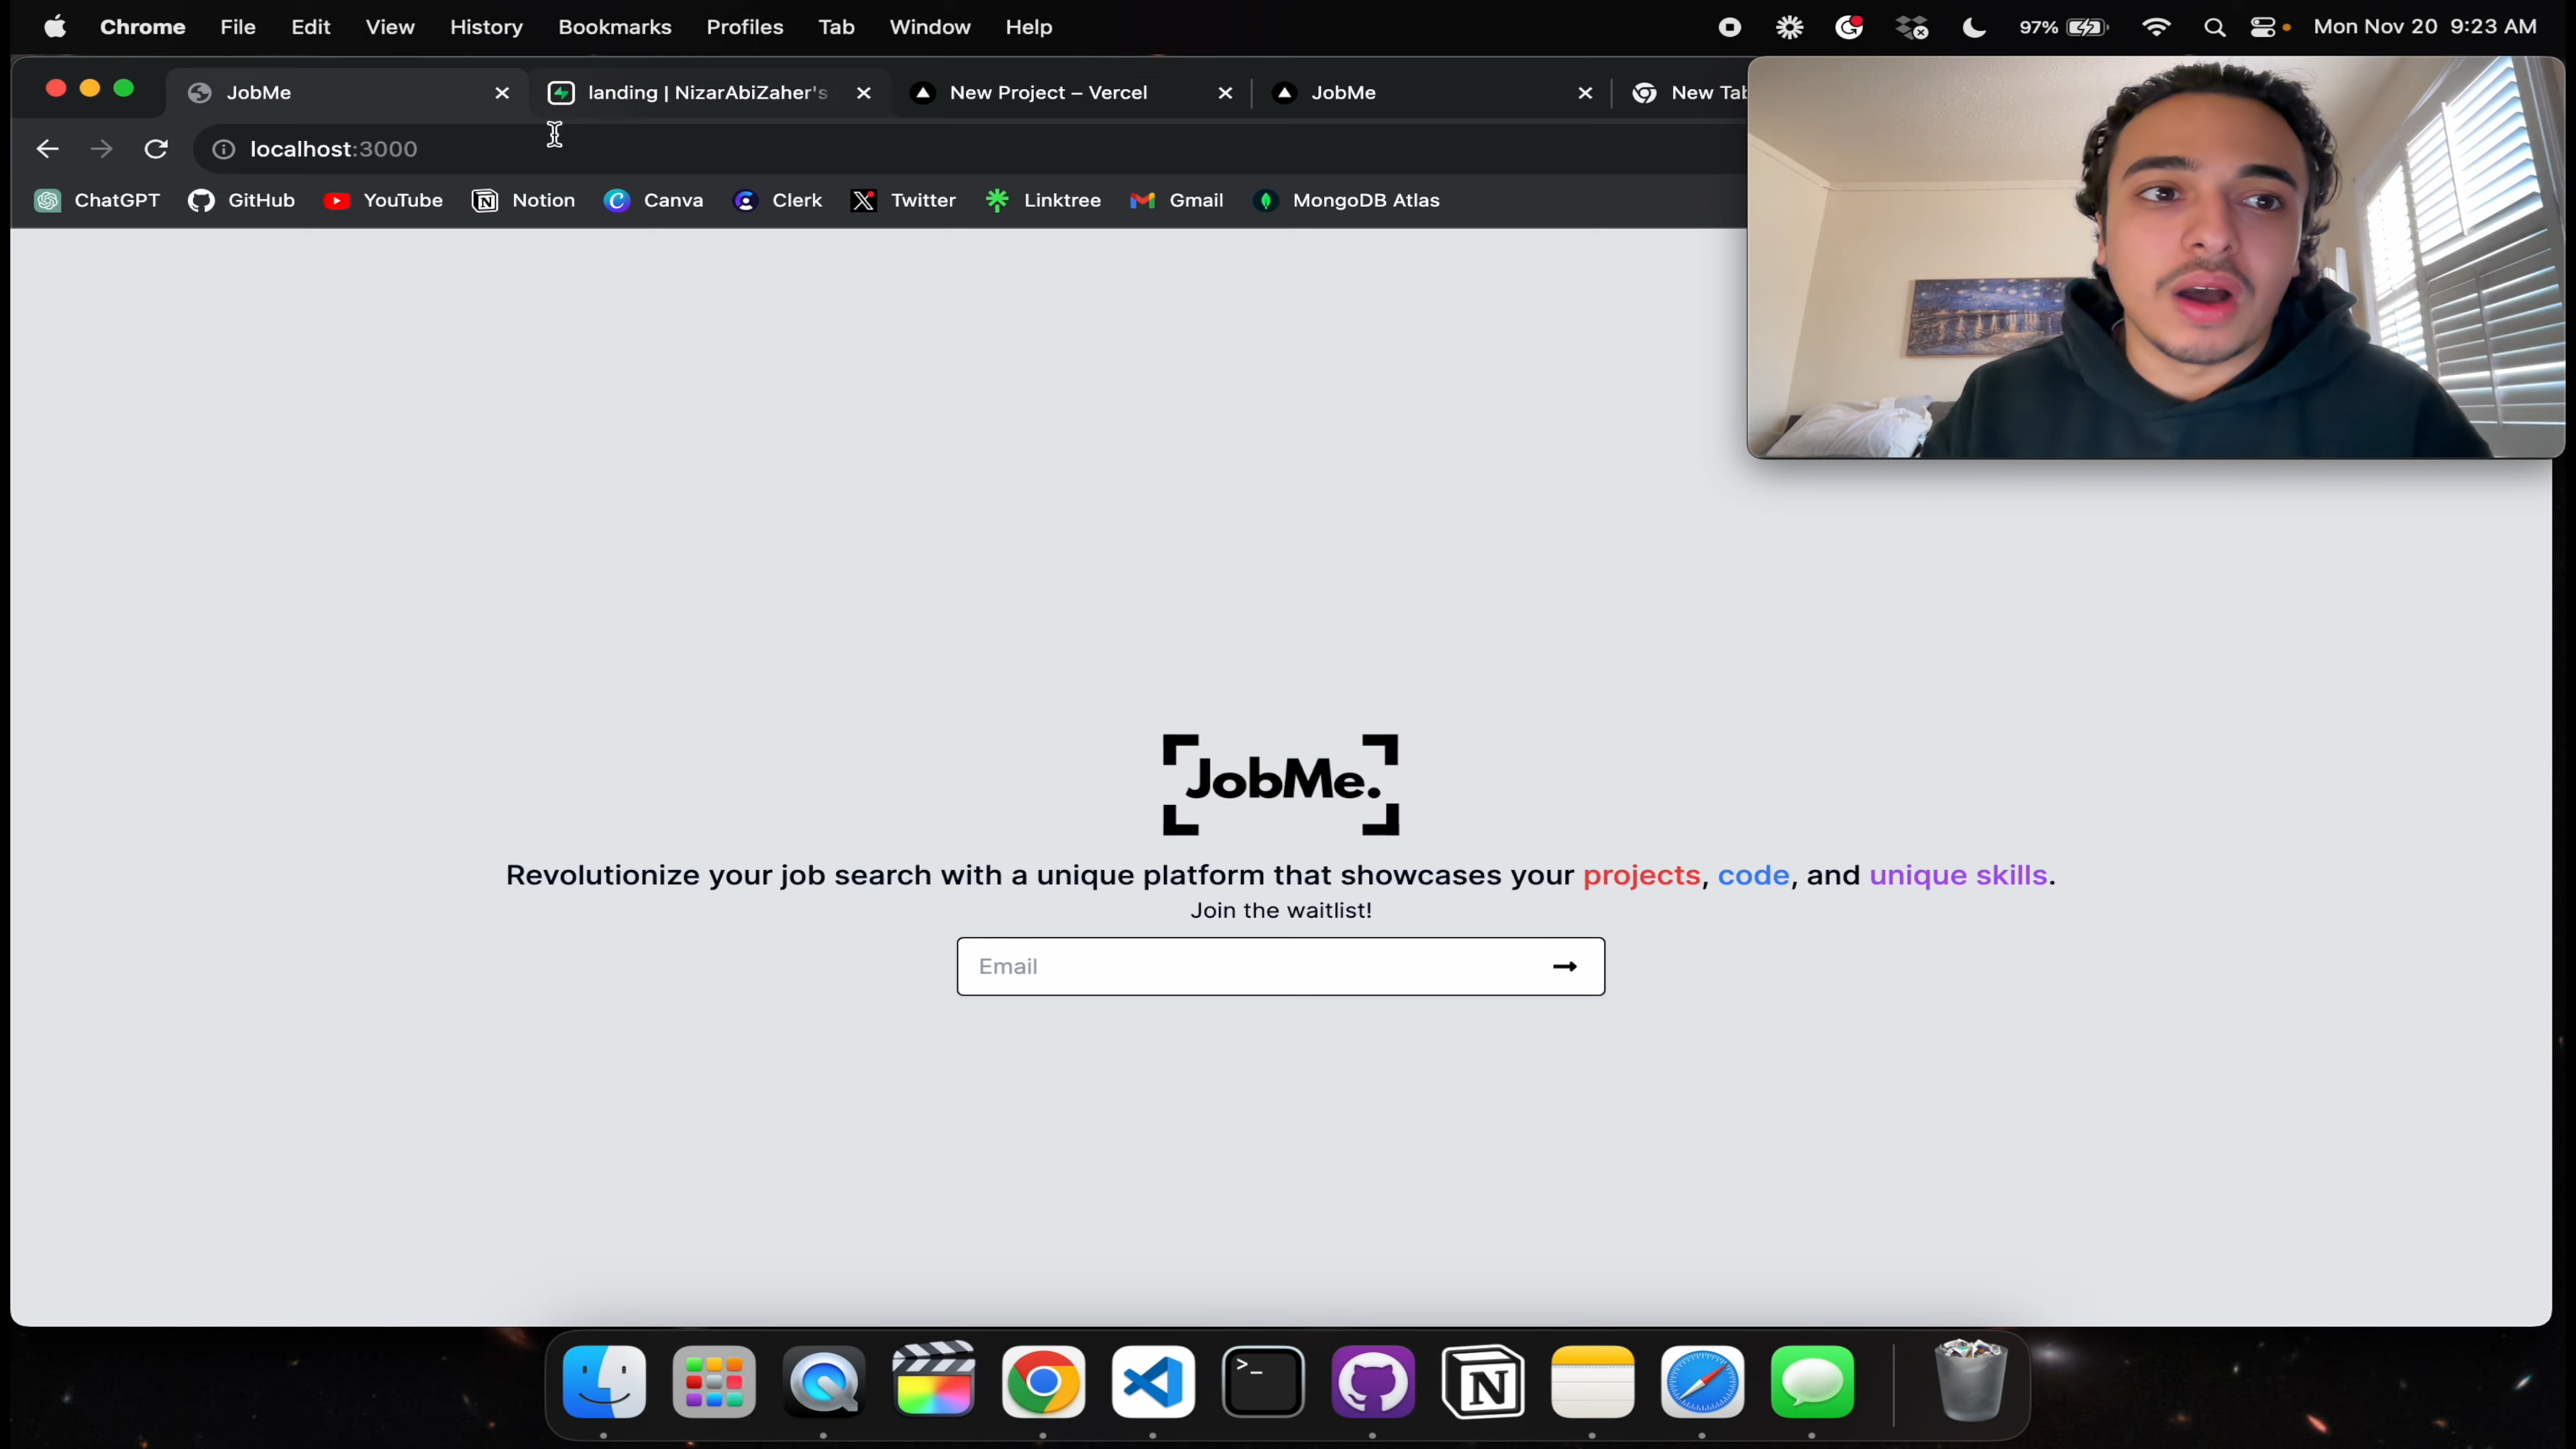 Chrome File Edit View History Bookmarks Profiles Tab Window Help 97% Mon Nov 20 9:23 AM
JobMe landing | NizarAbiZaher's New Project – Vercel JobMe New Tab
localhost:3000
ChatGPT GitHub YouTube Notion Canva Clerk Twitter Linktree Gmail MongoDB Atlas
JobMe.
Revolutionize your job search with a unique platform that showcases your projects, code, and unique skills.
Join the waitlist!
Email